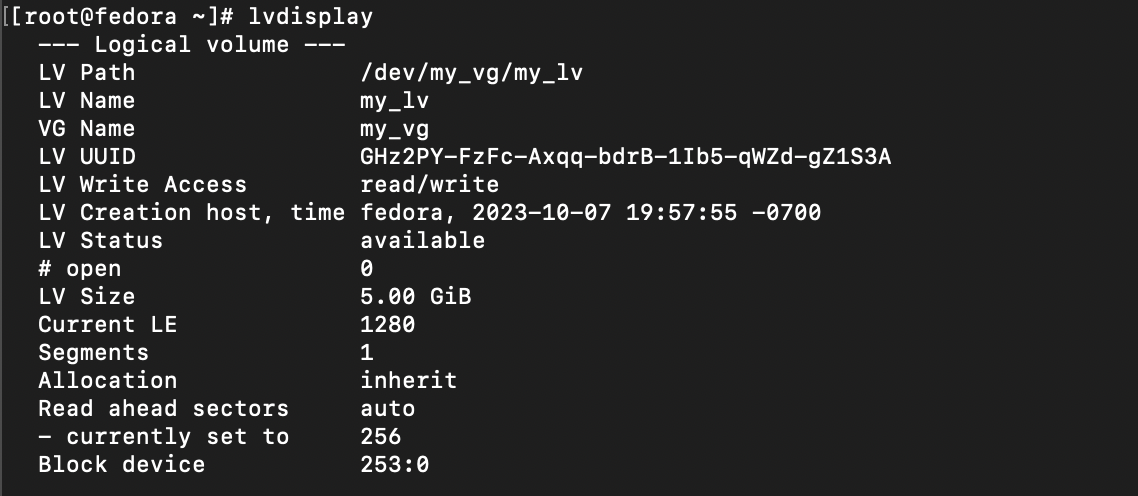 [[root@fedora ~]# lvdisplay
--- Logical volume ---
LV Path                /dev/my_vg/my_lv
LV Name                my_lv
VG Name                my_vg
LV UUID                GHz2PY-FzFc-Axqq-bdrB-1Ib5-qWZd-gZ1S3A
LV Write Access        read/write
LV Creation host, time fedora, 2023-10-07 19:57:55 -0700
LV Status              available
# open                 0
LV Size                5.00 GiB
Current LE             1280
Segments               1
Allocation             inherit
Read ahead sectors     auto
- currently set to     256
Block device           253:0